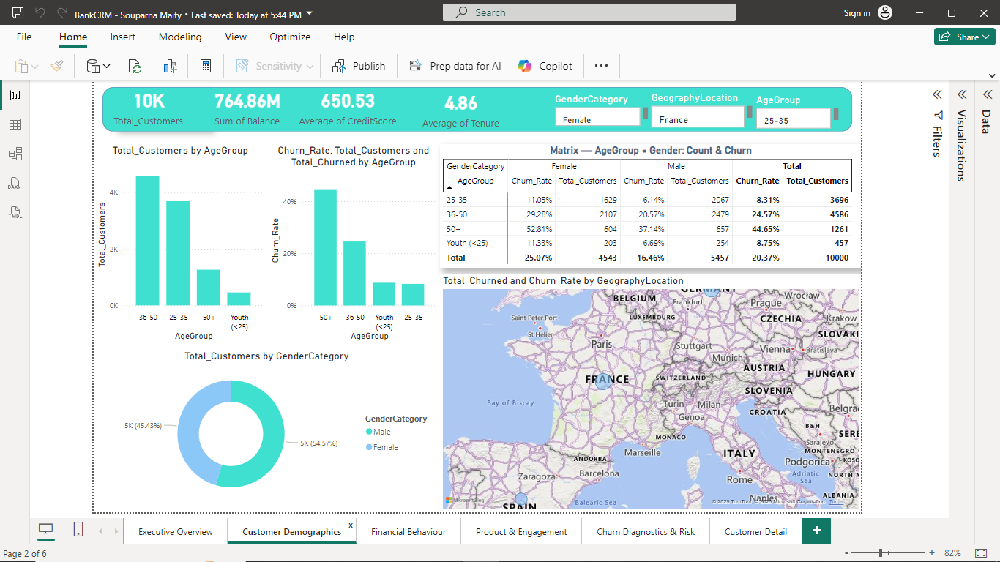 BankCRM - Souparna Maity • Last saved: Today at 5:44 PM
Search
Sign in
File
Home
Insert
Modeling
View
Optimize
Help
Share
Sensitivity
Publish
Prep data for AI
Copilot
10K
Total_Customers
764.86M
Sum of Balance
650.53
Average of CreditScore
4.86
Average of Tenure
GenderCategory
Female
GeographyLocation
France
AgeGroup
25-35
Filters
Visualizations
Data
Total_Customers by AgeGroup
Total_Customers
4K
2K
0K
36-50
25-35
50+
Youth
(<25)
AgeGroup
Churn_Rate, Total_Customers and
Total_Churned by AgeGroup
Churn_Rate
40%
20%
0%
50+
36-50
Youth
(<25)
25-35
AgeGroup
Matrix — AgeGroup • Gender: Count & Churn
GenderCategory Female Male Total
AgeGroup Churn_Rate Total_Customers Churn_Rate Total_Customers Churn_Rate Total_Customers
25-35 11.05% 1629 6.14% 2067 8.31% 3696
36-50 29.28% 2107 20.57% 2479 24.57% 4586
50+ 52.81% 604 37.14% 657 44.65% 1261
Youth (<25) 11.33% 203 6.69% 254 8.75% 457
Total 25.07% 4543 16.46% 5457 20.37% 10000
Total_Customers by GenderCategory
5K (45.43%)
5K (54.57%)
GenderCategory
Male
Female
Total_Churned and Churn_Rate by GeographyLocation
GERMANY
BELGIUM
Frankfurt
Prague
Wrocław
Saint Peter Port
LUXEMBOURG
CZECHIA
Krakow
St Helier
SLOVAKI
Paris
Stuttgart
Vienna
Bratislava
Munich
AUSTRIA
FRANCE
SWITZERLAND
HUNGARY
SLOVENIA
Bay of Biscay
Turin
Milan
Belgra
CROATIA
Genoa
B&H
SERB
MONACO
Sarajevo
Marseille
ITALY
MONTENEGRO
ANDORRA
Podgorica
KOSO
Zaragoza
Barcelona
Adriatic
Sea
Rome
NORTH M
Naples
ALBANIA
SPAIN
Balearic Sea
Microsoft Bing
© 2025 TomTom, © 2025 Microsoft Corporation Terms
Executive Overview
Customer Demographics
x
Financial Behaviour
Product & Engagement
Churn Diagnostics & Risk
Customer Detail
+
Page 2 of 6
- + 82%
DAX
TMDL